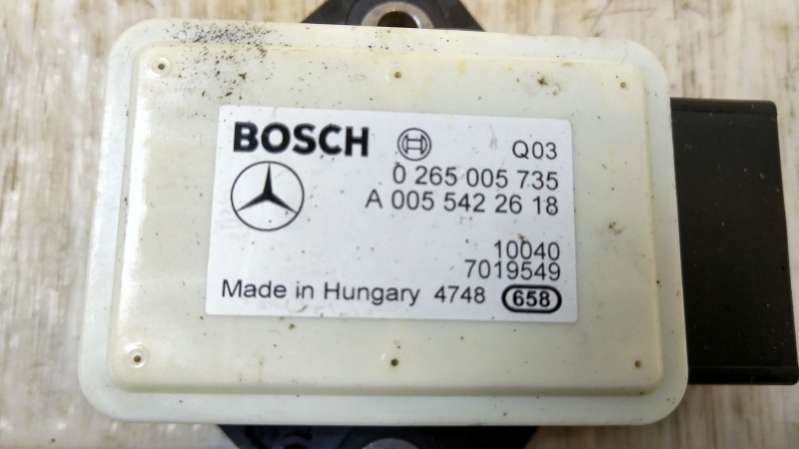 BOSCH Q03
0 265 005 735
A 005 542 26 18
10040
7019549
Made in Hungary 4748 658